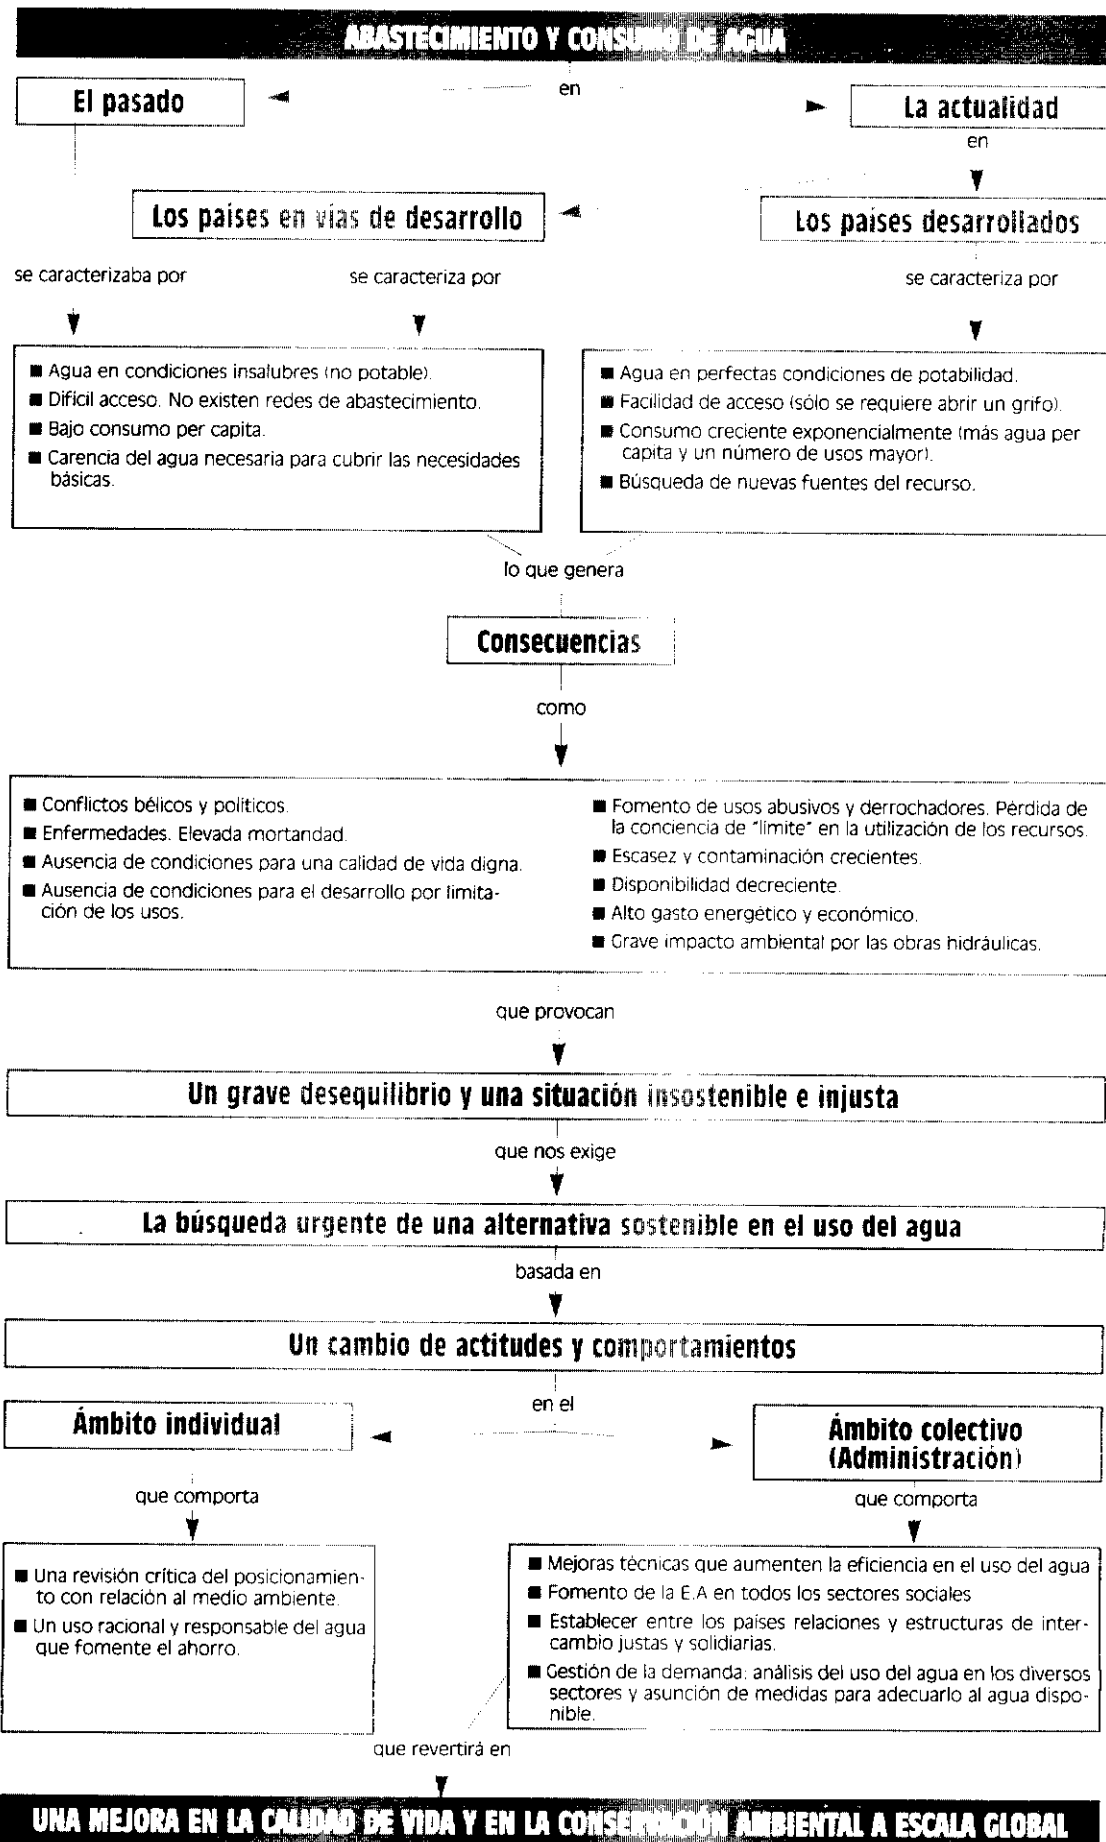 ABASTECIMIENTO Y CONSUMO DE AGUA
El pasado
en
La actualidad
en
Los países en vías de desarrollo
Los países desarrollados
se caracterizaba por
se caracteriza por
se caracteriza por
■ Agua en condiciones insalubres (no potable).
■ Difícil acceso. No existen redes de abastecimiento.
■ Bajo consumo per capita.
■ Carencia del agua necesaria para cubrir las necesidades
básicas.
■ Agua en perfectas condiciones de potabilidad.
■ Facilidad de acceso (sólo se requiere abrir un grifo).
■ Consumo creciente exponencialmente (más agua per
capita y un número de usos mayor).
■ Búsqueda de nuevas fuentes del recurso.
lo que genera
Consecuencias
como
■ Conflictos bélicos y políticos.
■ Enfermedades. Elevada mortandad.
■ Ausencia de condiciones para una calidad de vida digna.
■ Ausencia de condiciones para el desarrollo por limita-
ción de los usos.
■ Fomento de usos abusivos y derrochadores. Pérdida de
la conciencia de "límite" en la utilización de los recursos.
■ Escasez y contaminación crecientes.
■ Disponibilidad decreciente.
■ Alto gasto energético y económico.
■ Grave impacto ambiental por las obras hidráulicas.
que provocan
Un grave desequilibrio y una situación insostenible e injusta
que nos exige
La búsqueda urgente de una alternativa sostenible en el uso del agua
basada en
Un cambio de actitudes y comportamientos
en el
Ámbito individual
Ámbito colectivo
(Administración)
que comporta
que comporta
■ Una revisión crítica del posicionamien-
to con relación al medio ambiente.
■ Un uso racional y responsable del agua
que fomente el ahorro.
■ Mejoras técnicas que aumenten la eficiencia en el uso del agua
■ Fomento de la E.A en todos los sectores sociales
■ Establecer entre los países relaciones y estructuras de inter-
cambio justas y solidiarias.
■ Gestión de la demanda: análisis del uso del agua en los diversos
sectores y asunción de medidas para adecuarlo al agua dispo-
nible.
que revertirá en
UNA MEJORA EN LA CALIDAD DE VIDA Y EN LA CONSERVACIÓN AMBIENTAL A ESCALA GLOBAL